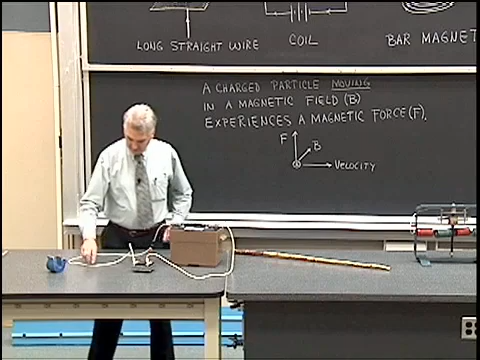 LONG STRAIGHT WIRE
COIL
BAR MAGNET
A CHARGED PARTICLE MOVING
IN A MAGNETIC FIELD (B)
EXPERIENCES A MAGNETIC FORCE (F).
F
B
VELOCITY